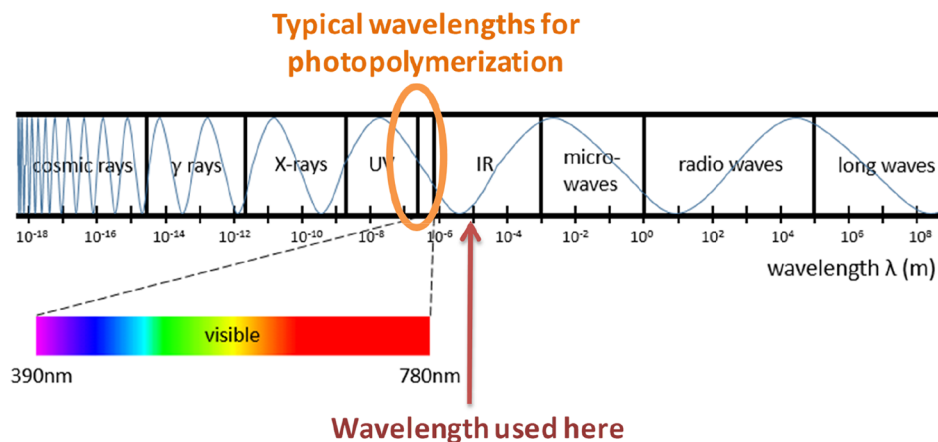 Typical wavelengths for
photopolymerization
cosmic rays γ rays X-rays UV IR micro-
waves radio waves long waves
10⁻¹⁸ 10⁻¹⁶ 10⁻¹⁴ 10⁻¹² 10⁻¹⁰ 10⁻⁸ 10⁻⁶ 10⁻⁴ 10⁻² 10⁰ 10² 10⁴ 10⁶ 10⁸
wavelength λ (m)
visible
390nm 780nm
Wavelength used here